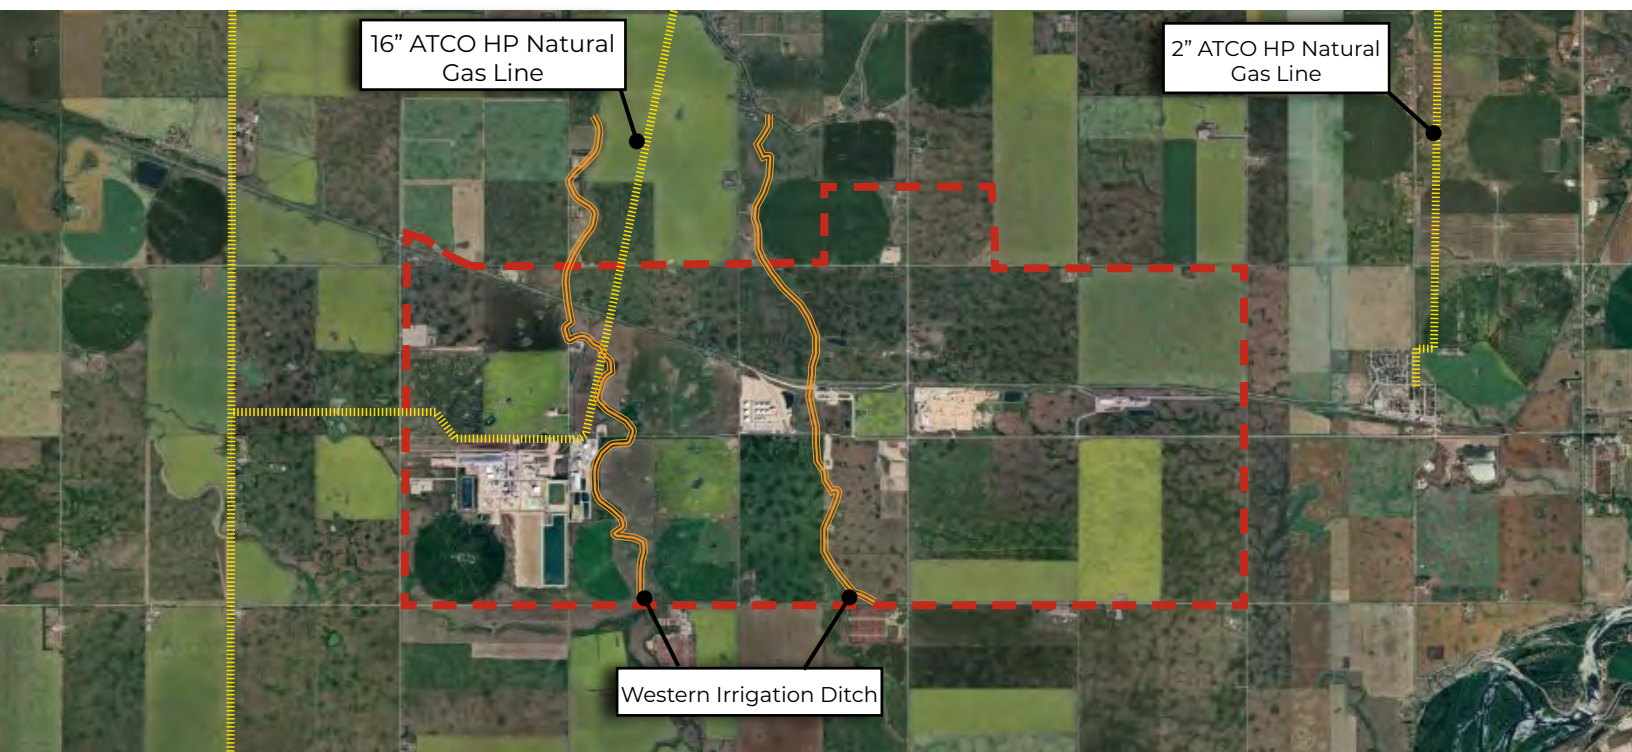 16” ATCO HP Natural
Gas Line
2” ATCO HP Natural
Gas Line
Western Irrigation Ditch